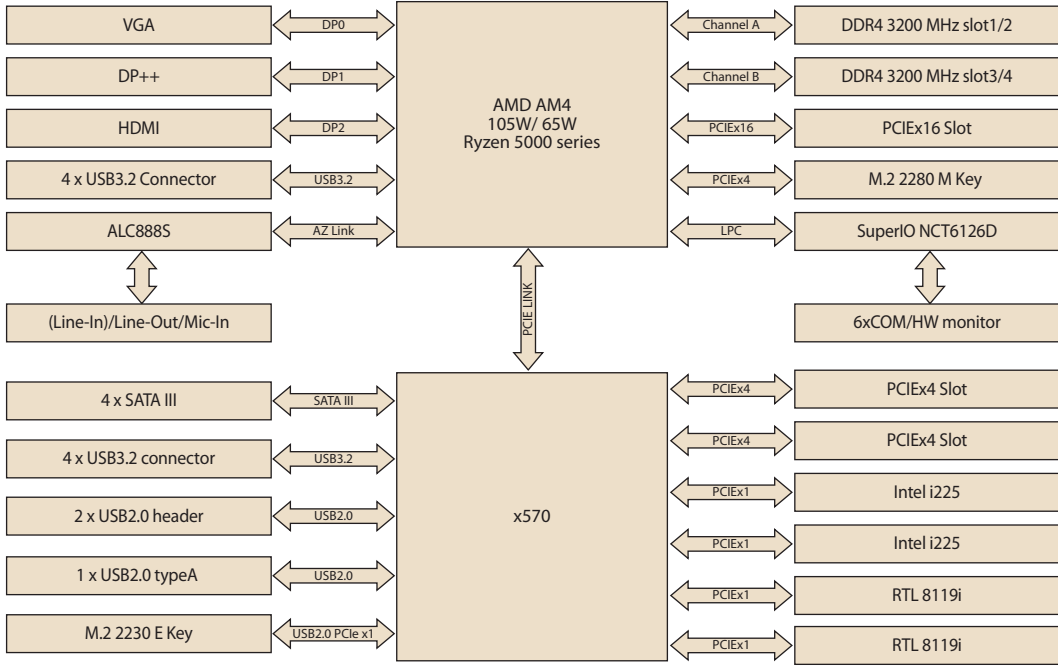 VGA
DP0
Channel A
DDR4 3200 MHz slot1/2
DP++
DP1
Channel B
DDR4 3200 MHz slot3/4
AMD AM4
105W/ 65W
Ryzen 5000 series
HDMI
DP2
PCIEx16
PCIEx16 Slot
4 x USB3.2 Connector
USB3.2
PCIEx4
M.2 2280 M Key
ALC888S
AZ Link
LPC
SuperIO NCT6126D
PCIE LINK
(Line-In)/Line-Out/Mic-In
6xCOM/HW monitor
4 x SATA III
SATA III
PCIEx4
PCIEx4 Slot
4 x USB3.2 connector
USB3.2
PCIEx4
PCIEx4 Slot
2 x USB2.0 header
USB2.0
x570
PCIEx1
Intel i225
PCIEx1
Intel i225
1 x USB2.0 typeA
USB2.0
PCIEx1
RTL 8119i
M.2 2230 E Key
USB2.0 PCIe x1
PCIEx1
RTL 8119i